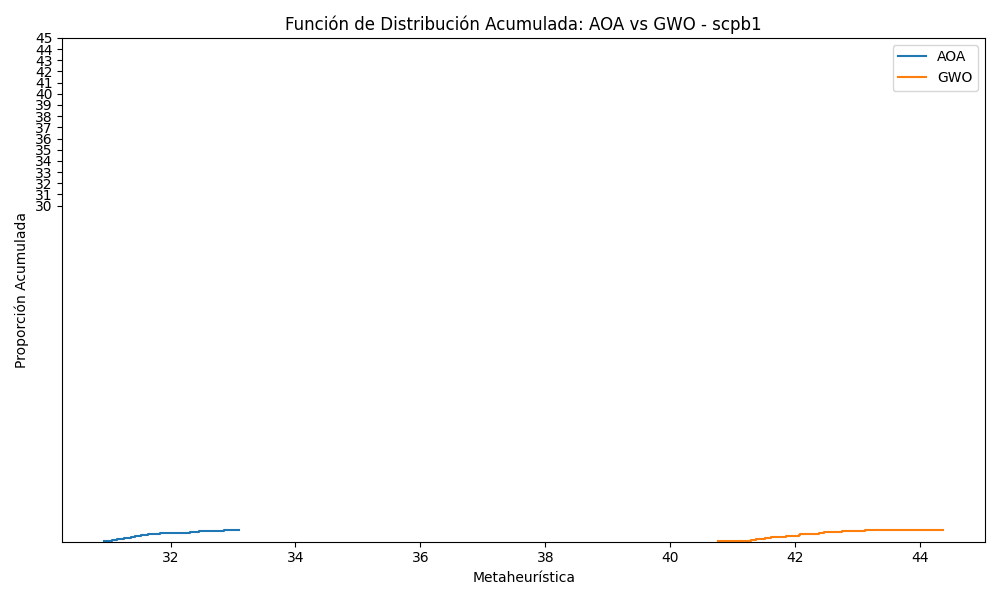 Función de Distribución Acumulada: AOA vs GWO - scpb1
45
44
43
42
41
40
39
38
37
36
35
34
33
32
31
30
Proporción Acumulada
AOA
GWO
32 34 36 38 40 42 44
Metaheurística